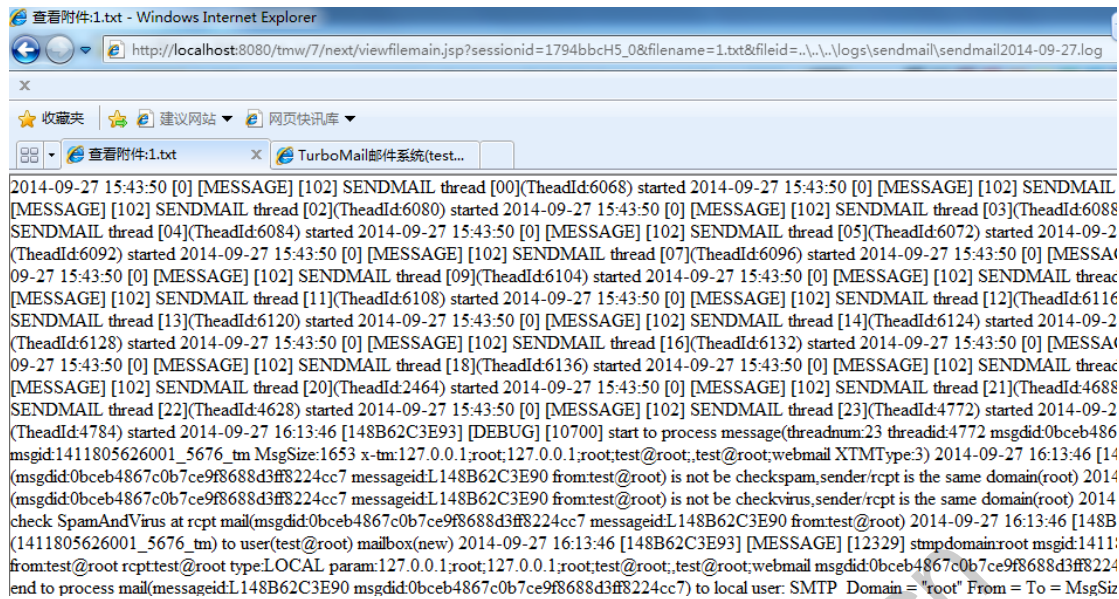 查看附件:1.txt - Windows Internet Explorer
http://localhost:8080/tmw/7/next/viewfilemain.jsp?sessionid=1794bbcH5_0&filename=1.txt&fileid=..\..\..\logs\sendmail\sendmail2014-09-27.log
x
收藏夹 建议网站 网页快讯库
查看附件:1.txt x TurboMail邮件系统(test...
2014-09-27 15:43:50 [0] [MESSAGE] [102] SENDMAIL thread [00](TheadId:6068) started 2014-09-27 15:43:50 [0] [MESSAGE] [102] SENDMAIL
[MESSAGE] [102] SENDMAIL thread [02](TheadId:6080) started 2014-09-27 15:43:50 [0] [MESSAGE] [102] SENDMAIL thread [03](TheadId:6088
SENDMAIL thread [04](TheadId:6084) started 2014-09-27 15:43:50 [0] [MESSAGE] [102] SENDMAIL thread [05](TheadId:6072) started 2014-09-2
(TheadId:6092) started 2014-09-27 15:43:50 [0] [MESSAGE] [102] SENDMAIL thread [07](TheadId:6096) started 2014-09-27 15:43:50 [0] [MESSAG
09-27 15:43:50 [0] [MESSAGE] [102] SENDMAIL thread [09](TheadId:6104) started 2014-09-27 15:43:50 [0] [MESSAGE] [102] SENDMAIL thread
[MESSAGE] [102] SENDMAIL thread [11](TheadId:6108) started 2014-09-27 15:43:50 [0] [MESSAGE] [102] SENDMAIL thread [12](TheadId:6116
SENDMAIL thread [13](TheadId:6120) started 2014-09-27 15:43:50 [0] [MESSAGE] [102] SENDMAIL thread [14](TheadId:6124) started 2014-09-2
(TheadId:6128) started 2014-09-27 15:43:50 [0] [MESSAGE] [102] SENDMAIL thread [16](TheadId:6132) started 2014-09-27 15:43:50 [0] [MESSAG
09-27 15:43:50 [0] [MESSAGE] [102] SENDMAIL thread [18](TheadId:6136) started 2014-09-27 15:43:50 [0] [MESSAGE] [102] SENDMAIL thread
[MESSAGE] [102] SENDMAIL thread [20](TheadId:2464) started 2014-09-27 15:43:50 [0] [MESSAGE] [102] SENDMAIL thread [21](TheadId:4688
SENDMAIL thread [22](TheadId:4628) started 2014-09-27 15:43:50 [0] [MESSAGE] [102] SENDMAIL thread [23](TheadId:4772) started 2014-09-2
(TheadId:4784) started 2014-09-27 16:13:46 [148B62C3E93] [DEBUG] [10700] start to process message(threadnum:23 threadid:4772 msgdid:0bceb486
msgid:1411805626001_5676_tm MsgSize:1653 x-tm:127.0.0.1;root;127.0.0.1;root;test@root;,test@root;webmail XTMType:3) 2014-09-27 16:13:46 [14
(msgdid:0bceb4867c0b7ce9f8688d3ff8224cc7 messageid:L148B62C3E90 from:test@root) is not be checkspam,sender/rcpt is the same domain(root) 2014
(msgdid:0bceb4867c0b7ce9f8688d3ff8224cc7 messageid:L148B62C3E90 from:test@root) is not be checkvirus,sender/rcpt is the same domain(root) 2014
check SpamAndVirus at rcpt mail(msgdid:0bceb4867c0b7ce9f8688d3ff8224cc7 messageid:L148B62C3E90 from:test@root) 2014-09-27 16:13:46 [148B
(1411805626001_5676_tm) to user(test@root) mailbox(new) 2014-09-27 16:13:46 [148B62C3E93] [MESSAGE] [12329] stmpdomain:root msgid:1411
from:test@root rcpt:test@root type:LOCAL param:127.0.0.1;root;127.0.0.1;root;test@root;,test@root;webmail msgdid:0bceb4867c0b7ce9f8688d3ff8224
end to process mail(messageid:L148B62C3E90 msgdid:0bceb4867c0b7ce9f8688d3ff8224cc7) to local user: SMTP_Domain = "root" From = To = MsgSiz